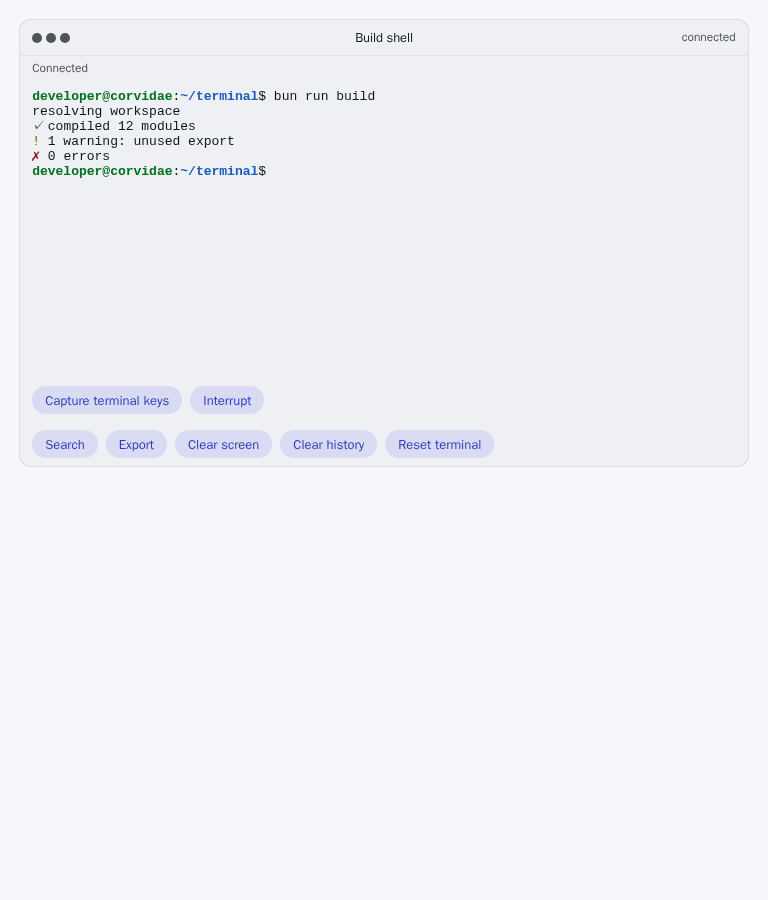 Build shell
connected
Connected
developer@corvidae:~/terminal$ bun run build
resolving workspace
✓ compiled 12 modules
! 1 warning: unused export
✗ 0 errors
developer@corvidae:~/terminal$
Capture terminal keys
Interrupt
Search
Export
Clear screen
Clear history
Reset terminal